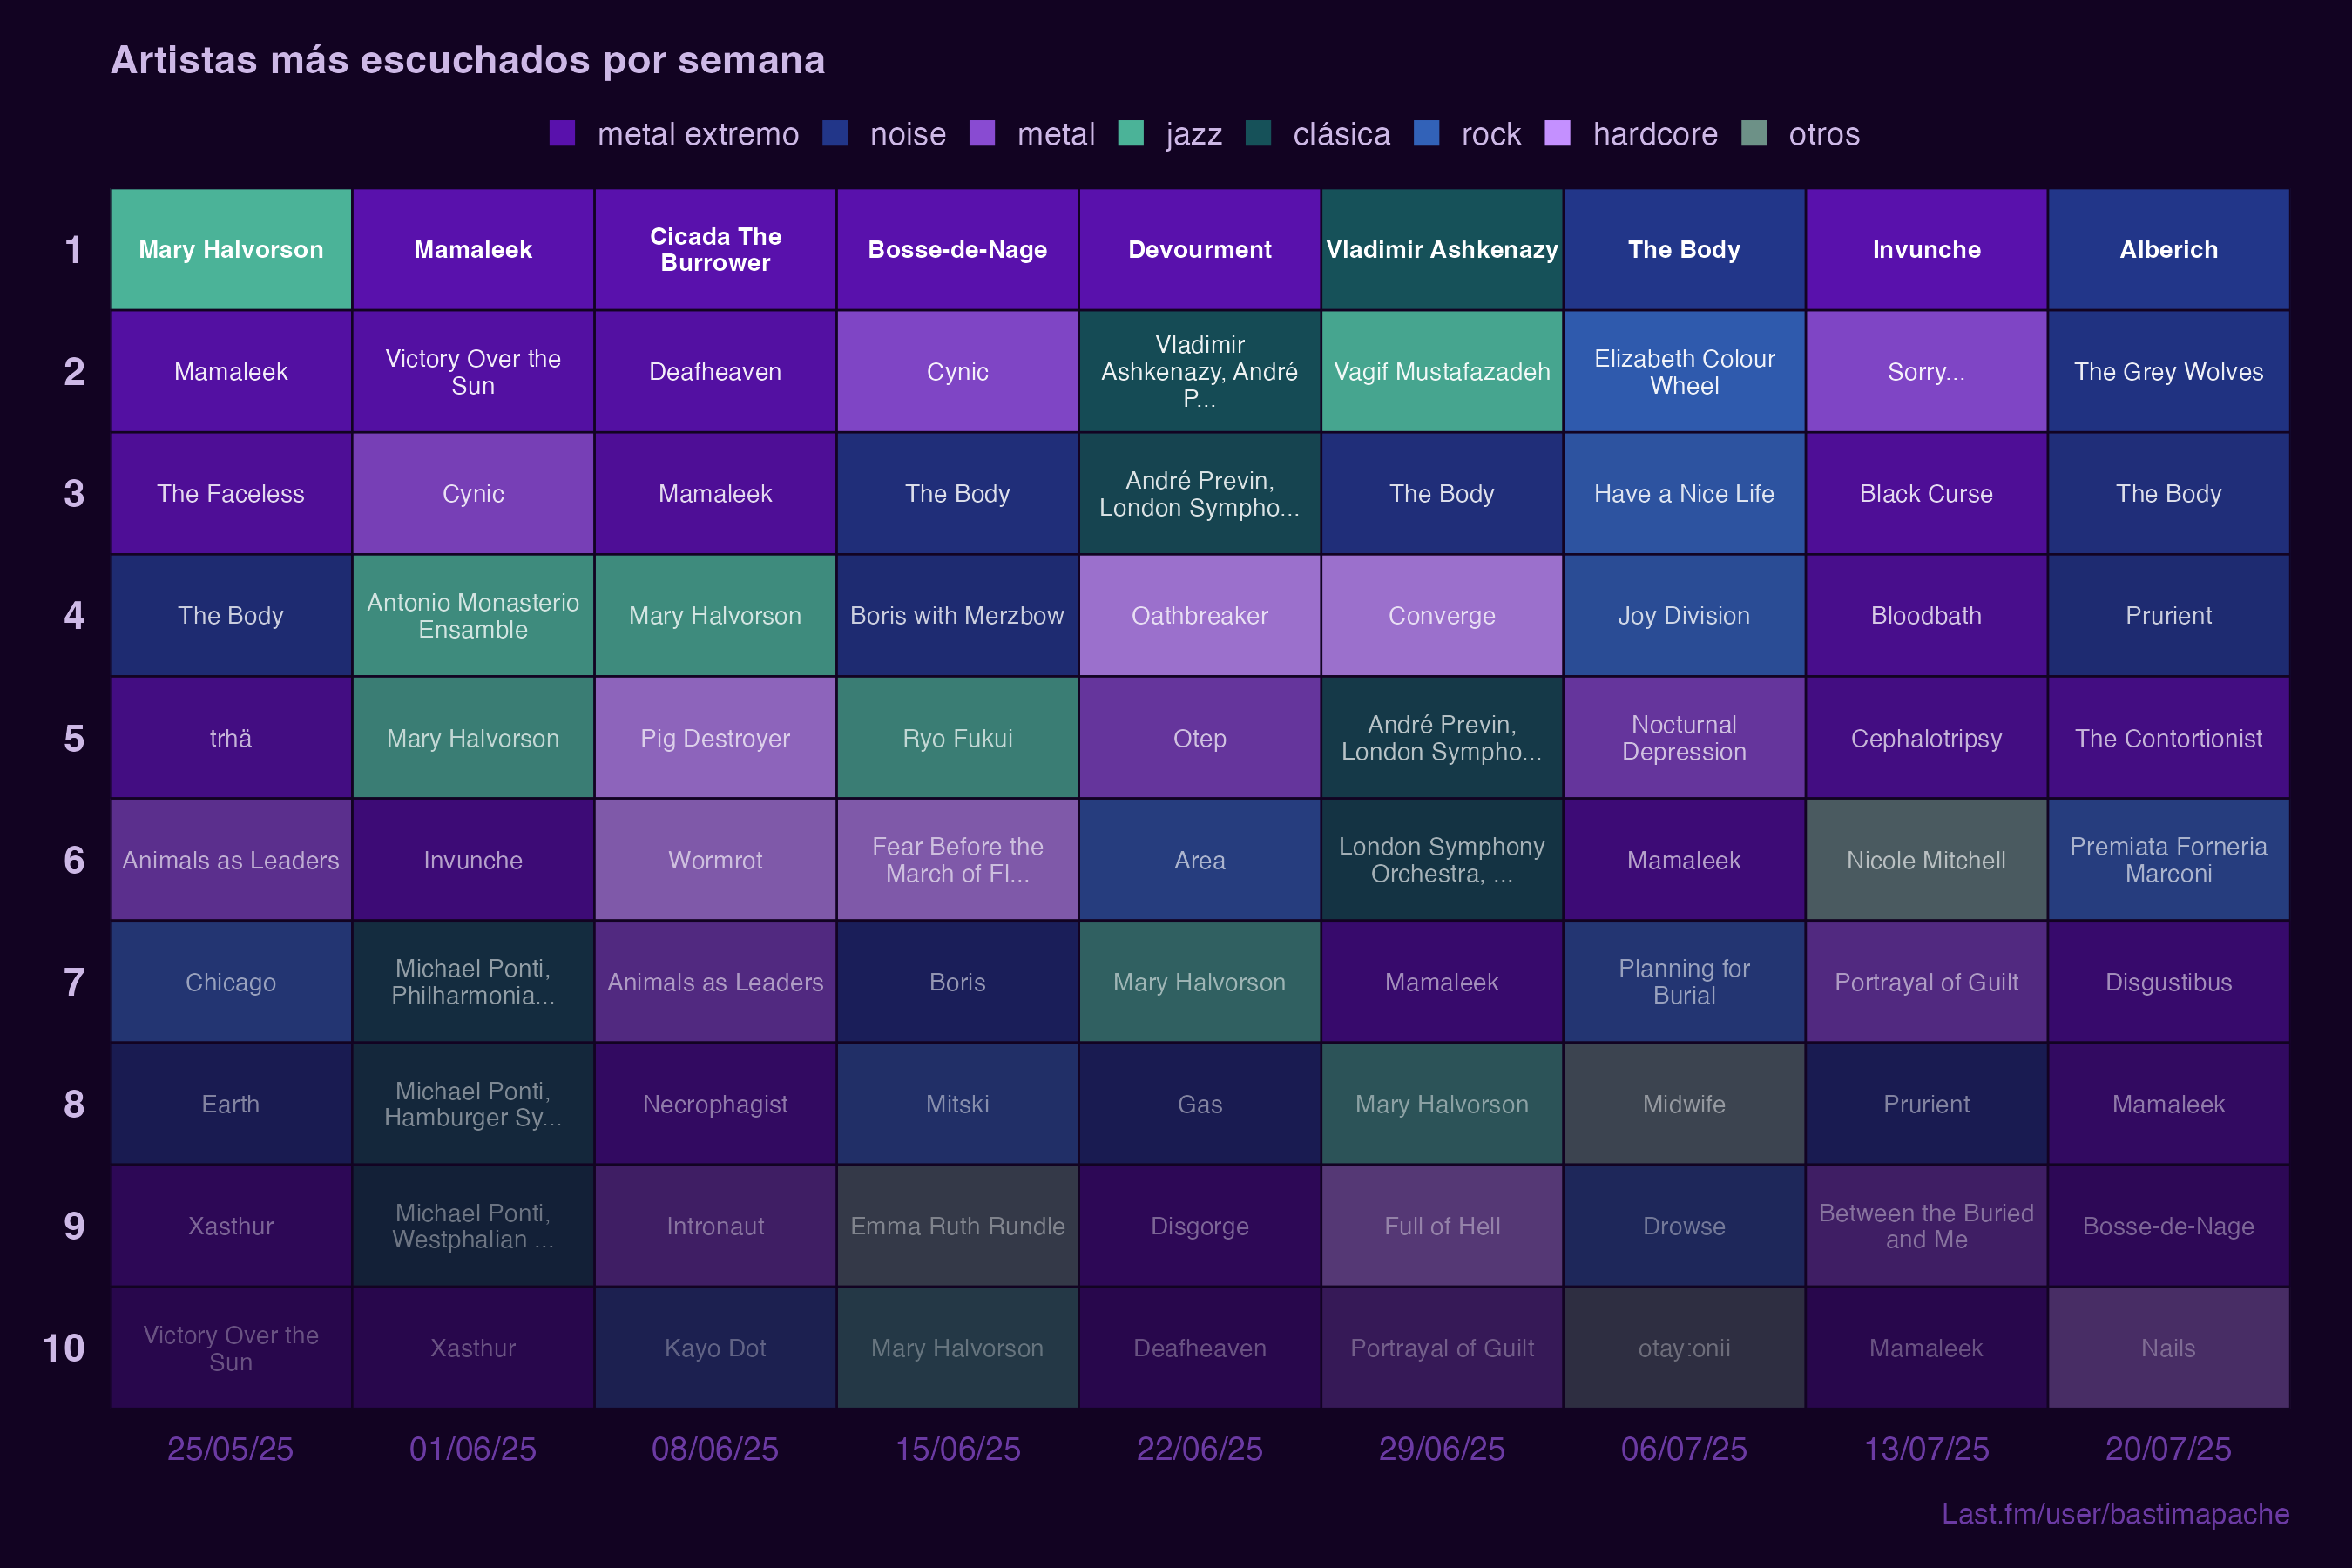 Artistas más escuchados por semana
metal extremo noise metal jazz clásica rock hardcore otros
1 Mary Halvorson Mamaleek Cicada The Burrower Bosse-de-Nage Devourment Vladimir Ashkenazy The Body Invunche Alberich
2 Mamaleek Victory Over the Sun Deafheaven Cynic Vladimir Ashkenazy, André P... Vagif Mustafazadeh Elizabeth Colour Wheel Sorry... The Grey Wolves
3 The Faceless Cynic Mamaleek The Body André Previn, London Sympho... The Body Have a Nice Life Black Curse The Body
4 The Body Antonio Monasterio Ensamble Mary Halvorson Boris with Merzbow Oathbreaker Converge Joy Division Bloodbath Prurient
5 trhä Mary Halvorson Pig Destroyer Ryo Fukui Otep André Previn, London Sympho... Nocturnal Depression Cephalotripsy The Contortionist
6 Animals as Leaders Invunche Wormrot Fear Before the March of Fl... Area London Symphony Orchestra, ... Mamaleek Nicole Mitchell Premiata Forneria Marconi
7 Chicago Michael Ponti, Philharmonia... Animals as Leaders Boris Mary Halvorson Mamaleek Planning for Burial Portrayal of Guilt Disgustibus
8 Earth Michael Ponti, Hamburger Sy... Necrophagist Mitski Gas Mary Halvorson Midwife Prurient Mamaleek
9 Xasthur Michael Ponti, Westphalian ... Intronaut Emma Ruth Rundle Disgorge Full of Hell Drowse Between the Buried and Me Bosse-de-Nage
10 Victory Over the Sun Xasthur Kayo Dot Mary Halvorson Deafheaven Portrayal of Guilt otay:onii Mamaleek Nails
25/05/25 01/06/25 08/06/25 15/06/25 22/06/25 29/06/25 06/07/25 13/07/25 20/07/25
Last.fm/user/bastimapache